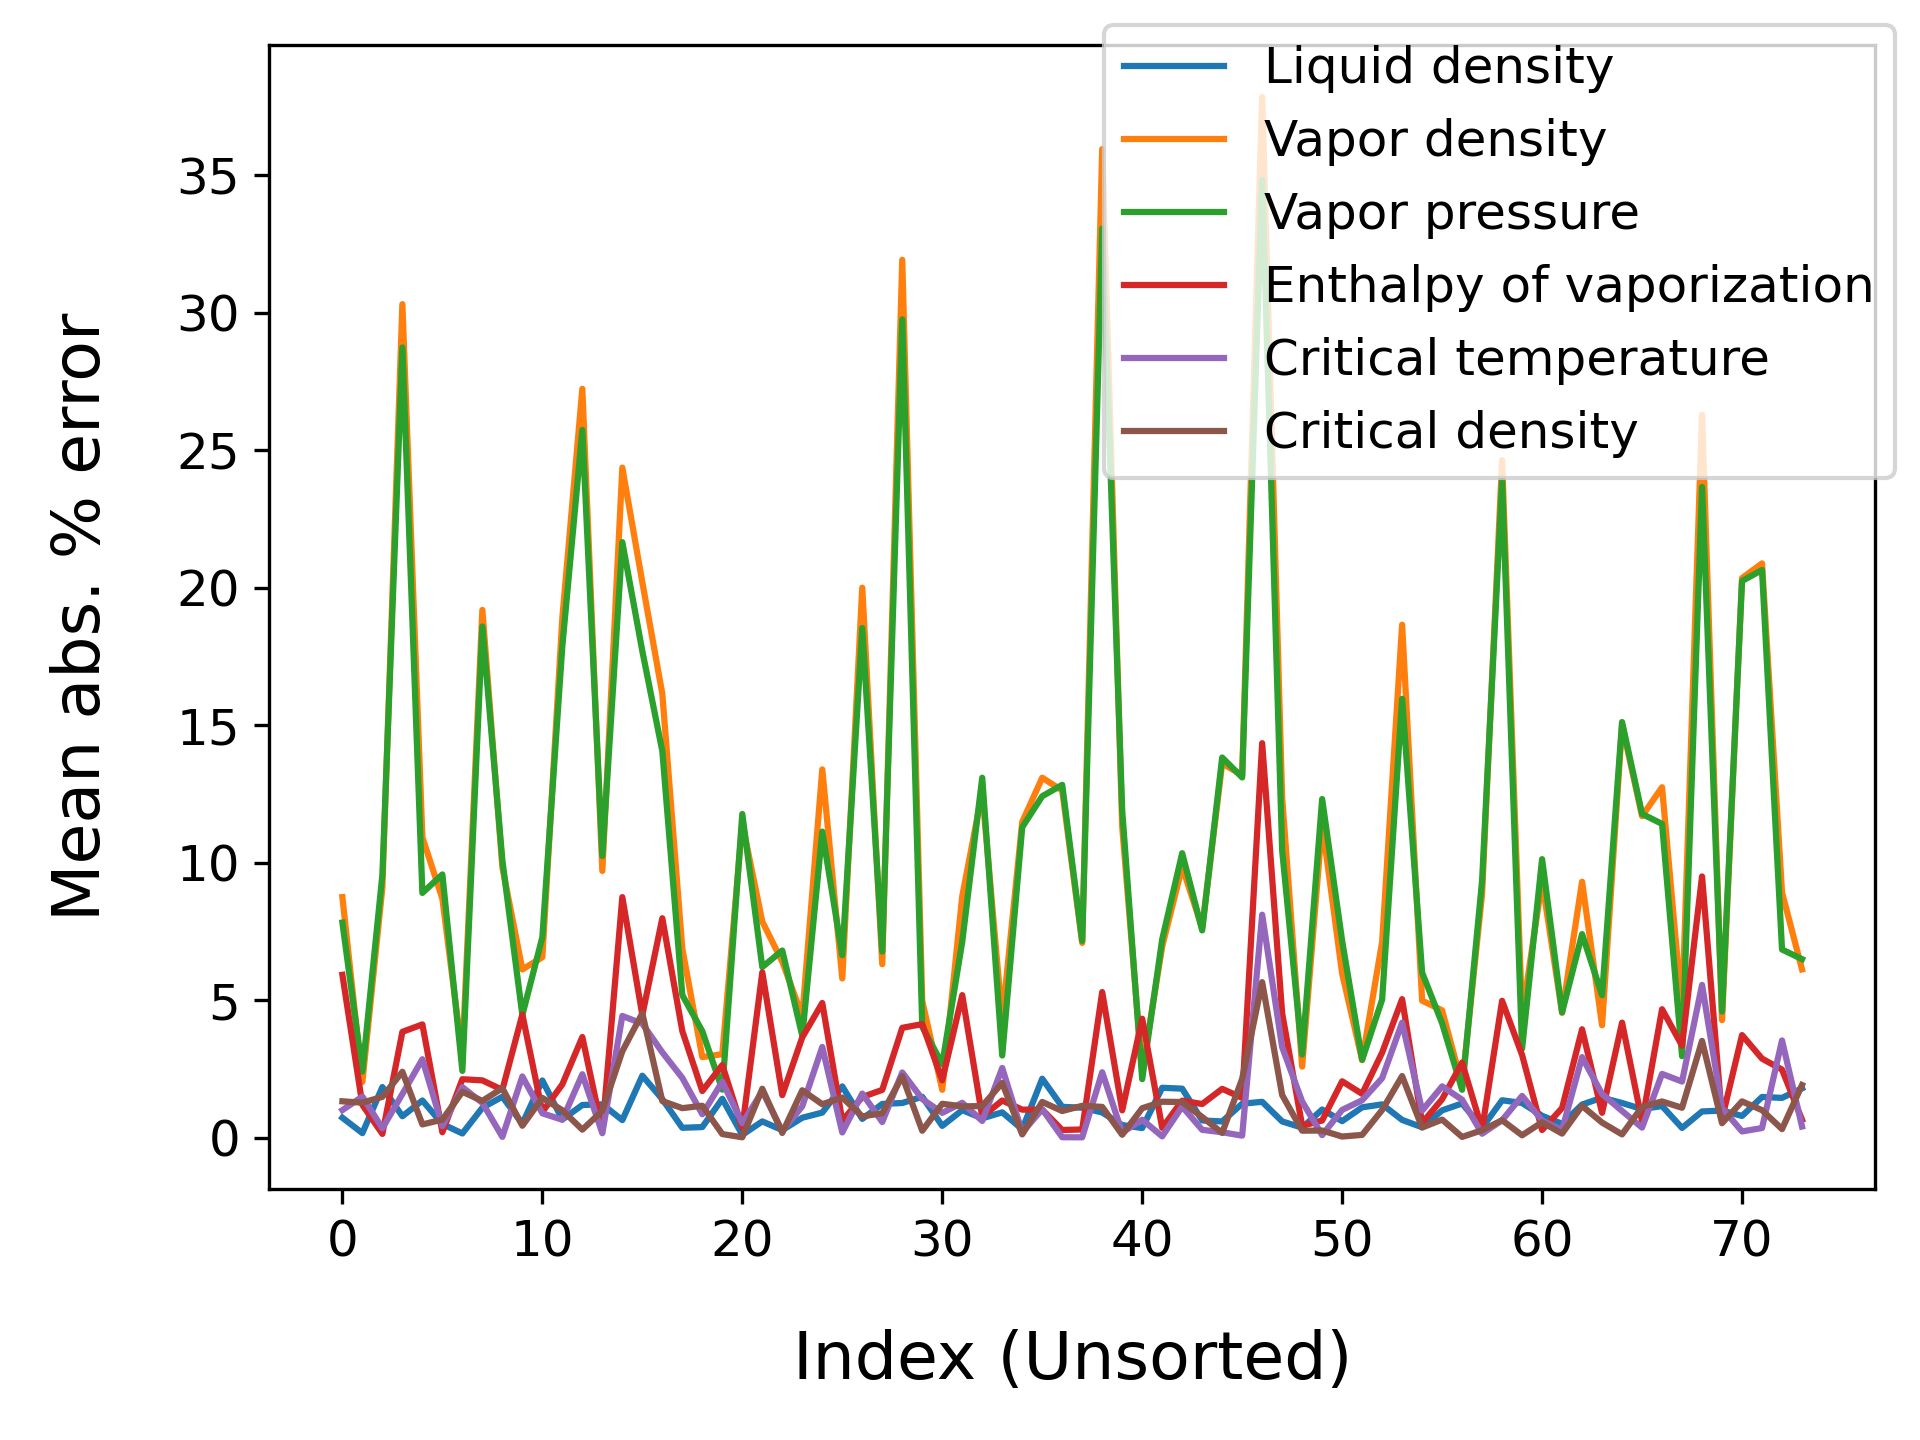 Liquid density
Vapor density
Vapor pressure
Enthalpy of vaporization
Critical temperature
Critical density
Mean abs. % error
35
30
25
20
15
10
5
0
0 10 20 30 40 50 60 70
Index (Unsorted)